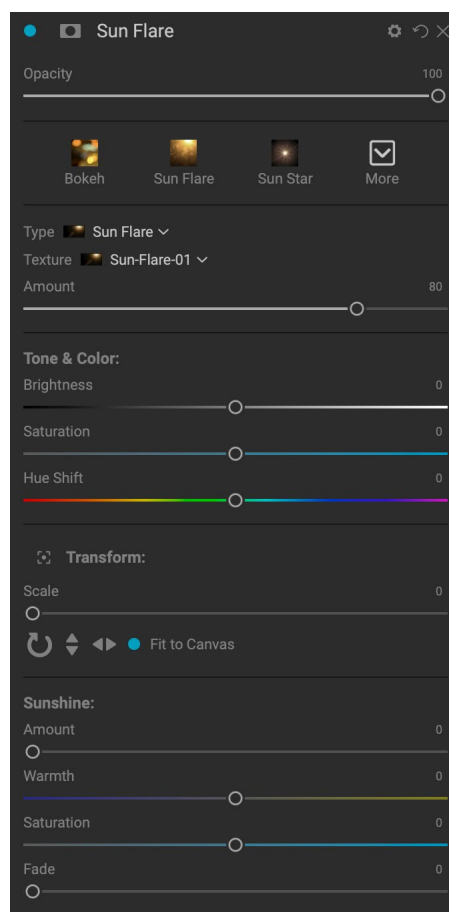 Sun Flare
Opacity 100
Bokeh Sun Flare Sun Star More
Type Sun Flare
Texture Sun-Flare-01
Amount 80
Tone & Color:
Brightness 0
Saturation 0
Hue Shift 0
Transform:
Scale 0
Fit to Canvas
Sunshine:
Amount 0
Warmth 0
Saturation 0
Fade 0